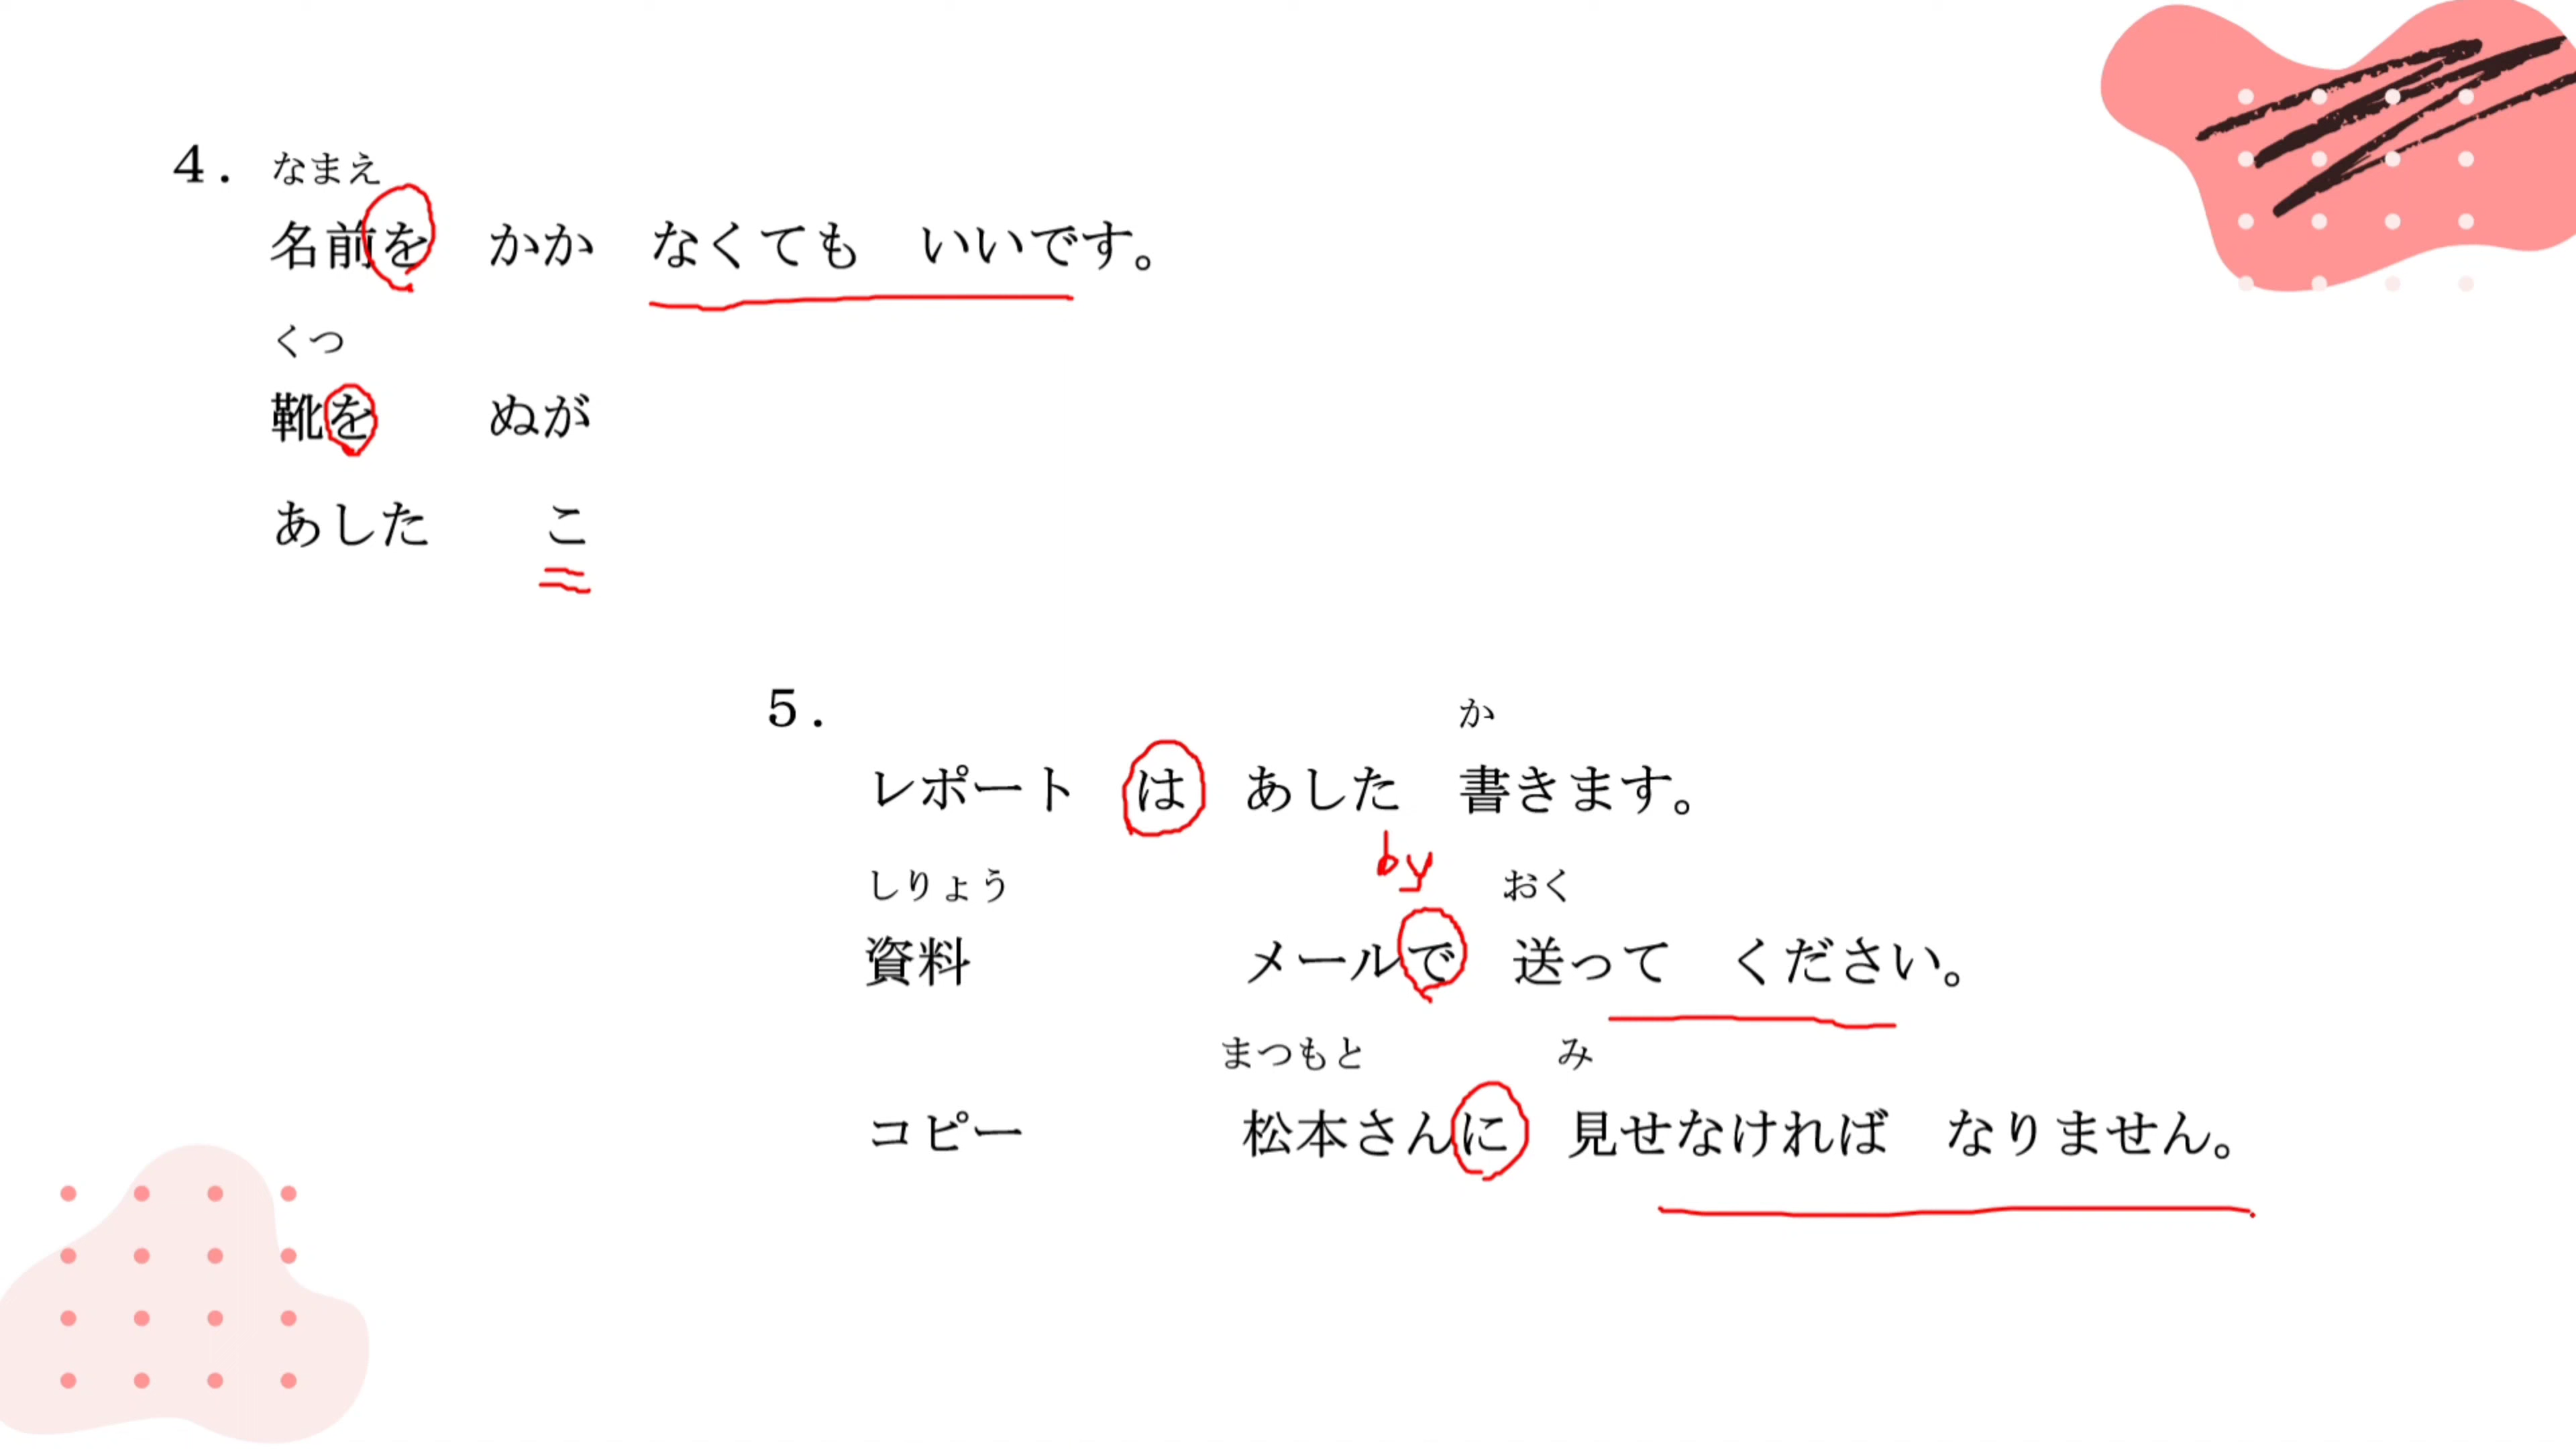 4. なまえ
名前を かか なくても いいです。
くつ
靴を ぬが
あした こ
5.
か
レポート は あした 書きます。
by
しりょう おく
資料 メールで 送って ください。
まつもと み
コピー 松本さんに 見せなければ なりません。